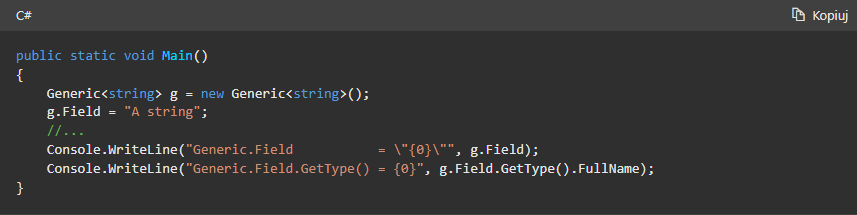 C#
Kopiuj
public static void Main()
{
    Generic<string> g = new Generic<string>();
    g.Field = "A string";
    //...
    Console.WriteLine("Generic.Field           = \"{0}\"", g.Field);
    Console.WriteLine("Generic.Field.GetType() = {0}", g.Field.GetType().FullName);
}